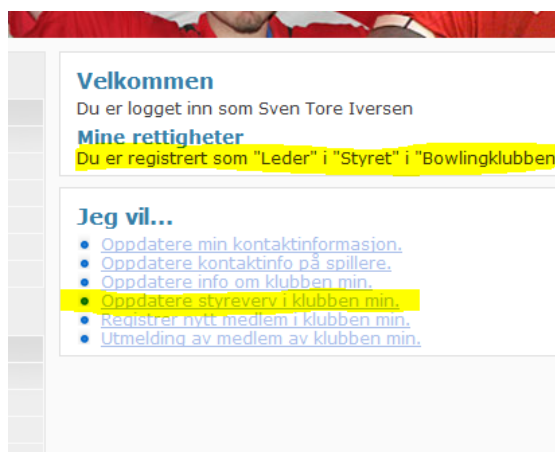 Velkommen
Du er logget inn som Sven Tore Iversen
Mine rettigheter
Du er registrert som "Leder" i "Styret" i "Bowlingklubben
Jeg vil...
Oppdatere min kontaktinformasjon.
Oppdatere kontaktinfo på spillere.
Oppdatere info om klubben min.
Oppdatere styreverv i klubben min.
Registrer nytt medlem i klubben min.
Utmelding av medlem av klubben min.